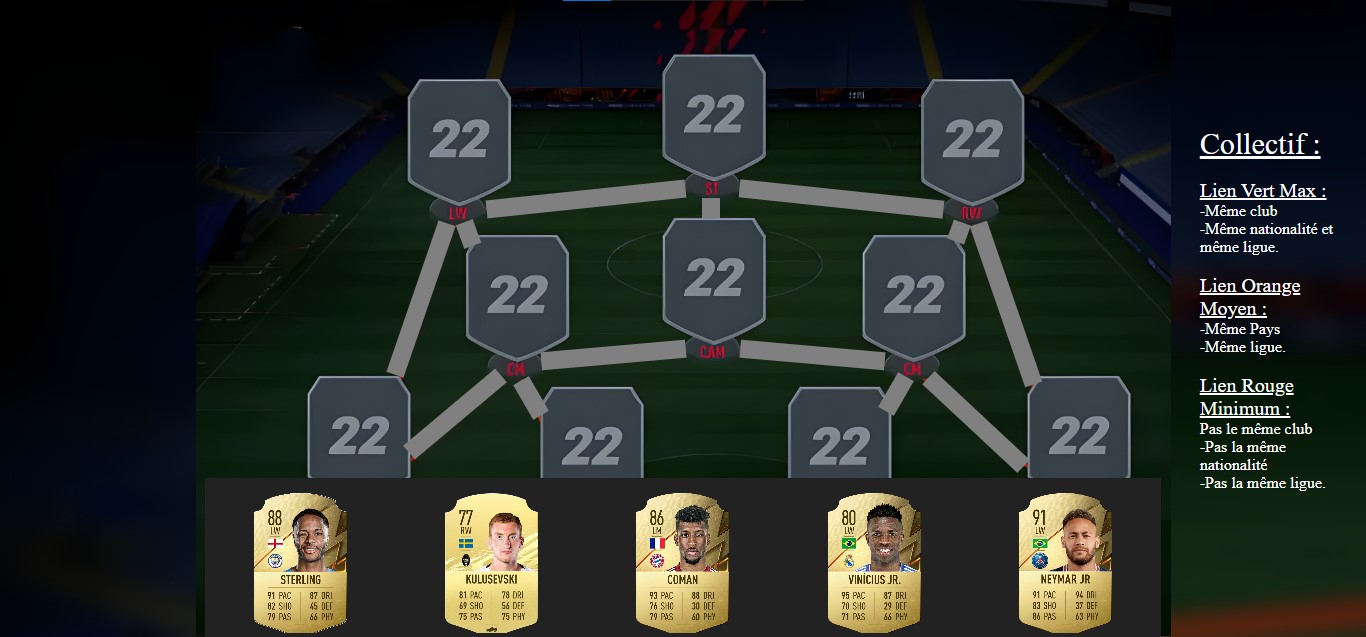 22
22
22
ST
LW
RW
22
22
22
CAM
CM
CM
22
22
22
22
Collectif :
Lien Vert Max :
-Même club
-Même nationalité et
même ligue.
Lien Orange
Moyen :
-Même Pays
-Même ligue.
Lien Rouge
Minimum :
Pas le même club
-Pas la même
nationalité
-Pas la même ligue.
88
LW
STERLING
91 PAC 87 DRI
82 SHO 45 DEF
79 PAS 66 PHY
77
RW
KULUSEVSKI
81 PAC 78 DRI
69 SHO 56 DEF
75 PAS 75 PHY
86
LM
COMAN
93 PAC 88 DRI
76 SHO 30 DEF
79 PAS 60 PHY
80
LW
VINÍCIUS JR.
95 PAC 87 DRI
70 SHO 29 DEF
71 PAS 66 PHY
91
LW
NEYMAR JR
91 PAC 94 DRI
83 SHO 37 DEF
86 PAS 63 PHY